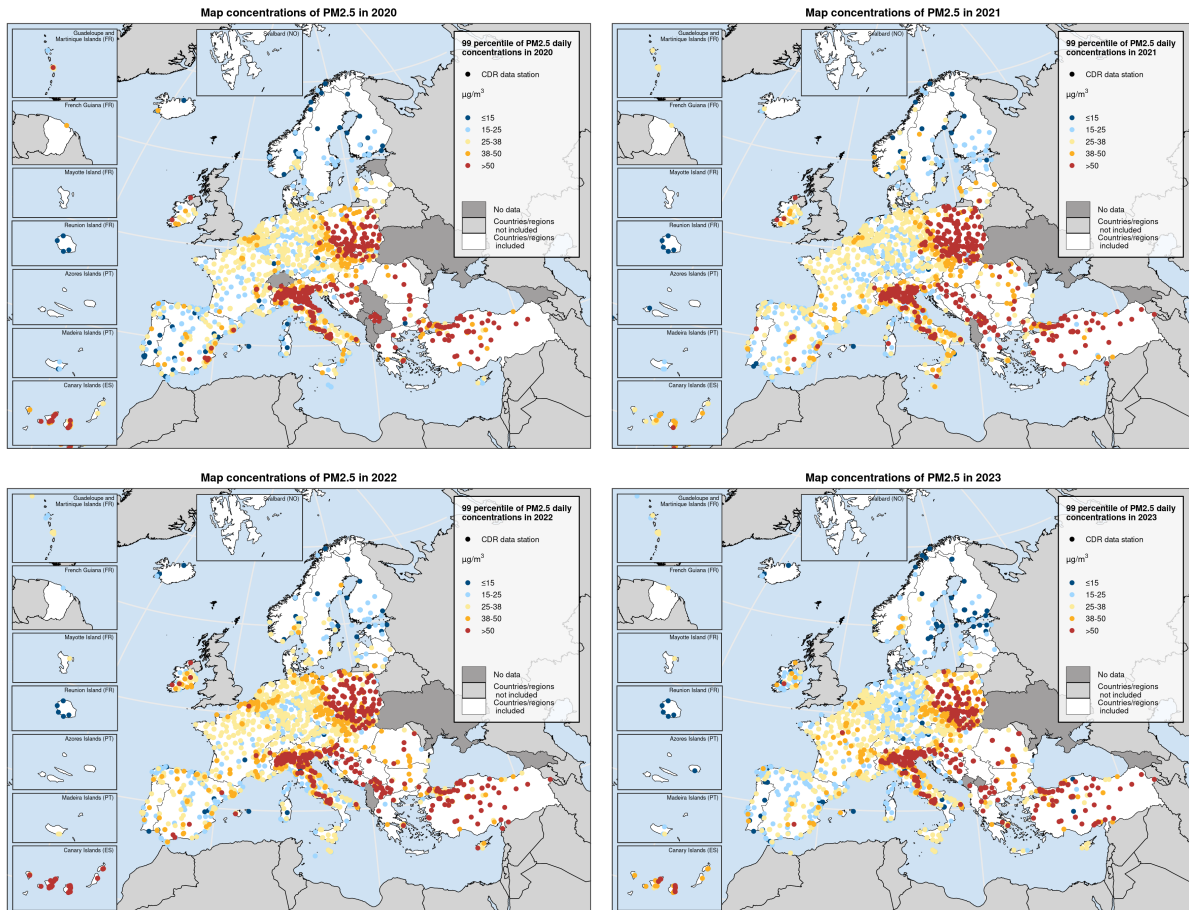 Map concentrations of PM2.5 in 2020
Guadeloupe and
Martinique Islands (FR)
Svalbard (NO)
French Guiana (FR)
Mayotte Island (FR)
Reunion Island (FR)
Azores Islands (PT)
Madeira Islands (PT)
Canary Islands (ES)
99 percentile of PM2.5 daily
concentrations in 2020
CDR data station
µg/m³
≤15
15-25
25-38
38-50
>50
No data
Countries/regions
not included
Countries/regions
included
Map concentrations of PM2.5 in 2021
Guadeloupe and
Martinique Islands (FR)
Svalbard (NO)
French Guiana (FR)
Mayotte Island (FR)
Reunion Island (FR)
Azores Islands (PT)
Madeira Islands (PT)
Canary Islands (ES)
99 percentile of PM2.5 daily
concentrations in 2021
CDR data station
µg/m³
≤15
15-25
25-38
38-50
>50
No data
Countries/regions
not included
Countries/regions
included
Map concentrations of PM2.5 in 2022
Guadeloupe and
Martinique Islands (FR)
Svalbard (NO)
French Guiana (FR)
Mayotte Island (FR)
Reunion Island (FR)
Azores Islands (PT)
Madeira Islands (PT)
Canary Islands (ES)
99 percentile of PM2.5 daily
concentrations in 2022
CDR data station
µg/m³
≤15
15-25
25-38
38-50
>50
No data
Countries/regions
not included
Countries/regions
included
Map concentrations of PM2.5 in 2023
Guadeloupe and
Martinique Islands (FR)
Svalbard (NO)
French Guiana (FR)
Mayotte Island (FR)
Reunion Island (FR)
Azores Islands (PT)
Madeira Islands (PT)
Canary Islands (ES)
99 percentile of PM2.5 daily
concentrations in 2023
CDR data station
µg/m³
≤15
15-25
25-38
38-50
>50
No data
Countries/regions
not included
Countries/regions
included